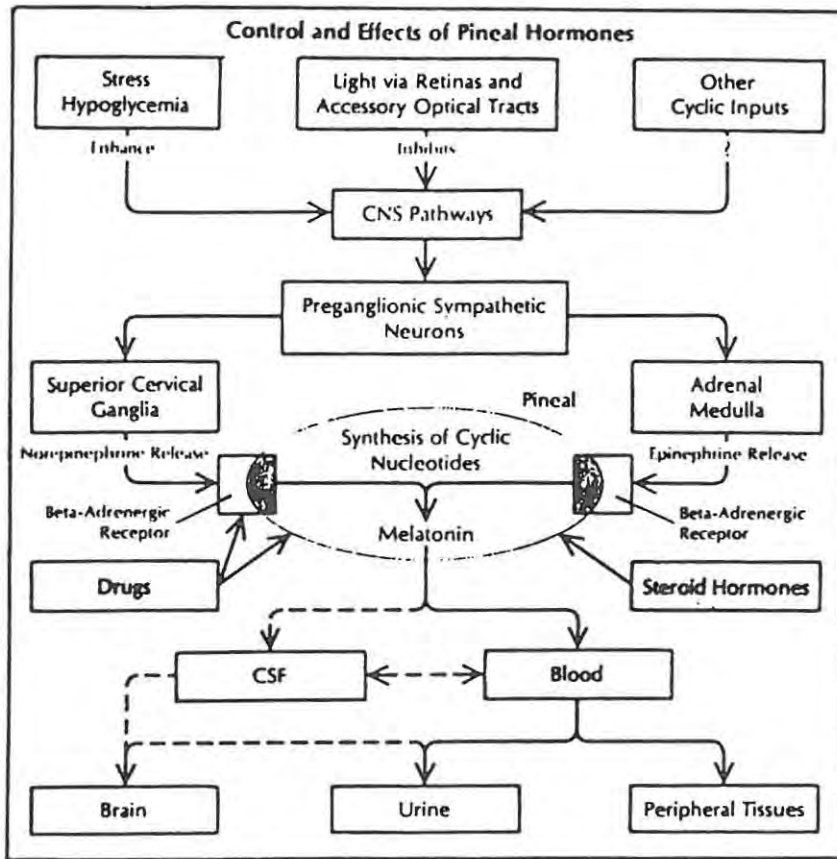 Control and Effects of Pineal Hormones
Stress
Hypoglycemia
Light via Retinas and
Accessory Optical Tracts
Other
Cyclic Inputs
Enhance
Inhibits
?
CNS Pathways
Preganglionic Sympathetic
Neurons
Superior Cervical
Ganglia
Adrenal
Medulla
Pineal
Norepinephrine Release
Synthesis of Cyclic
Nucleotides
Epinephrine Release
Beta-Adrenergic
Receptor
Melatonin
Beta-Adrenergic
Receptor
Drugs
Steroid Hormones
CSF
Blood
Brain
Urine
Peripheral Tissues